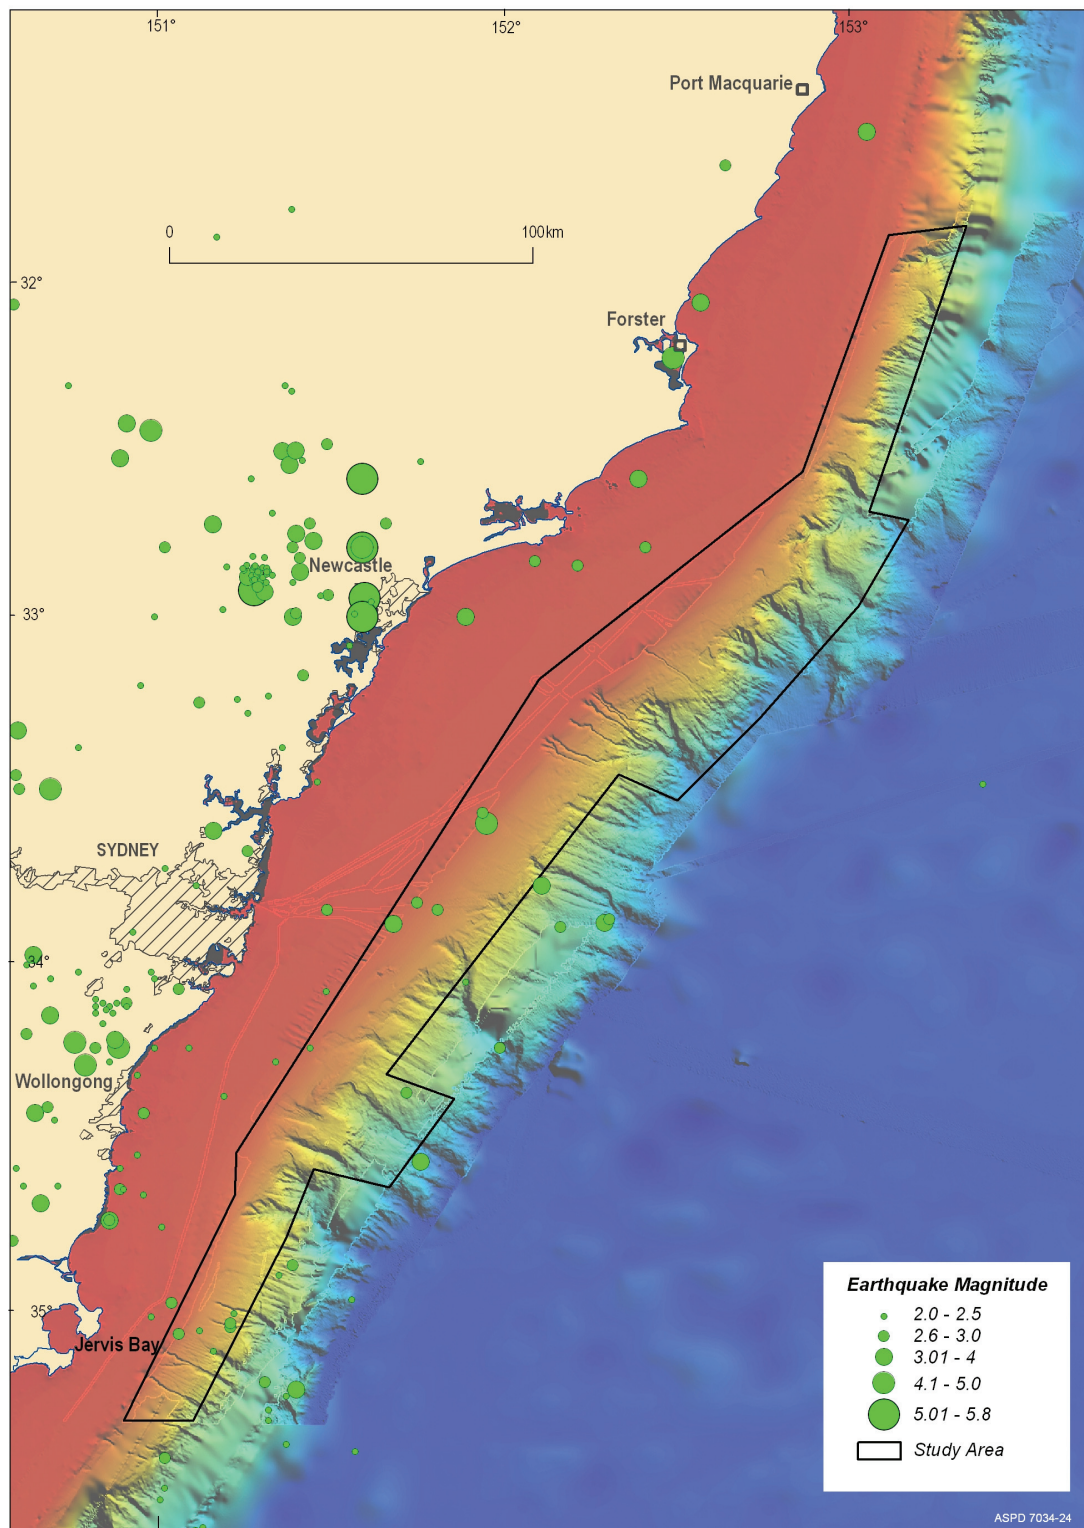 151°
152°
153°
Port Macquarie
0
100km
32°
Forster
Newcastle
33°
SYDNEY
34°
Wollongong
35°
Jervis Bay
Earthquake Magnitude
2.0 - 2.5
2.6 - 3.0
3.01 - 4
4.1 - 5.0
5.01 - 5.8
Study Area
ASPD 7034-24